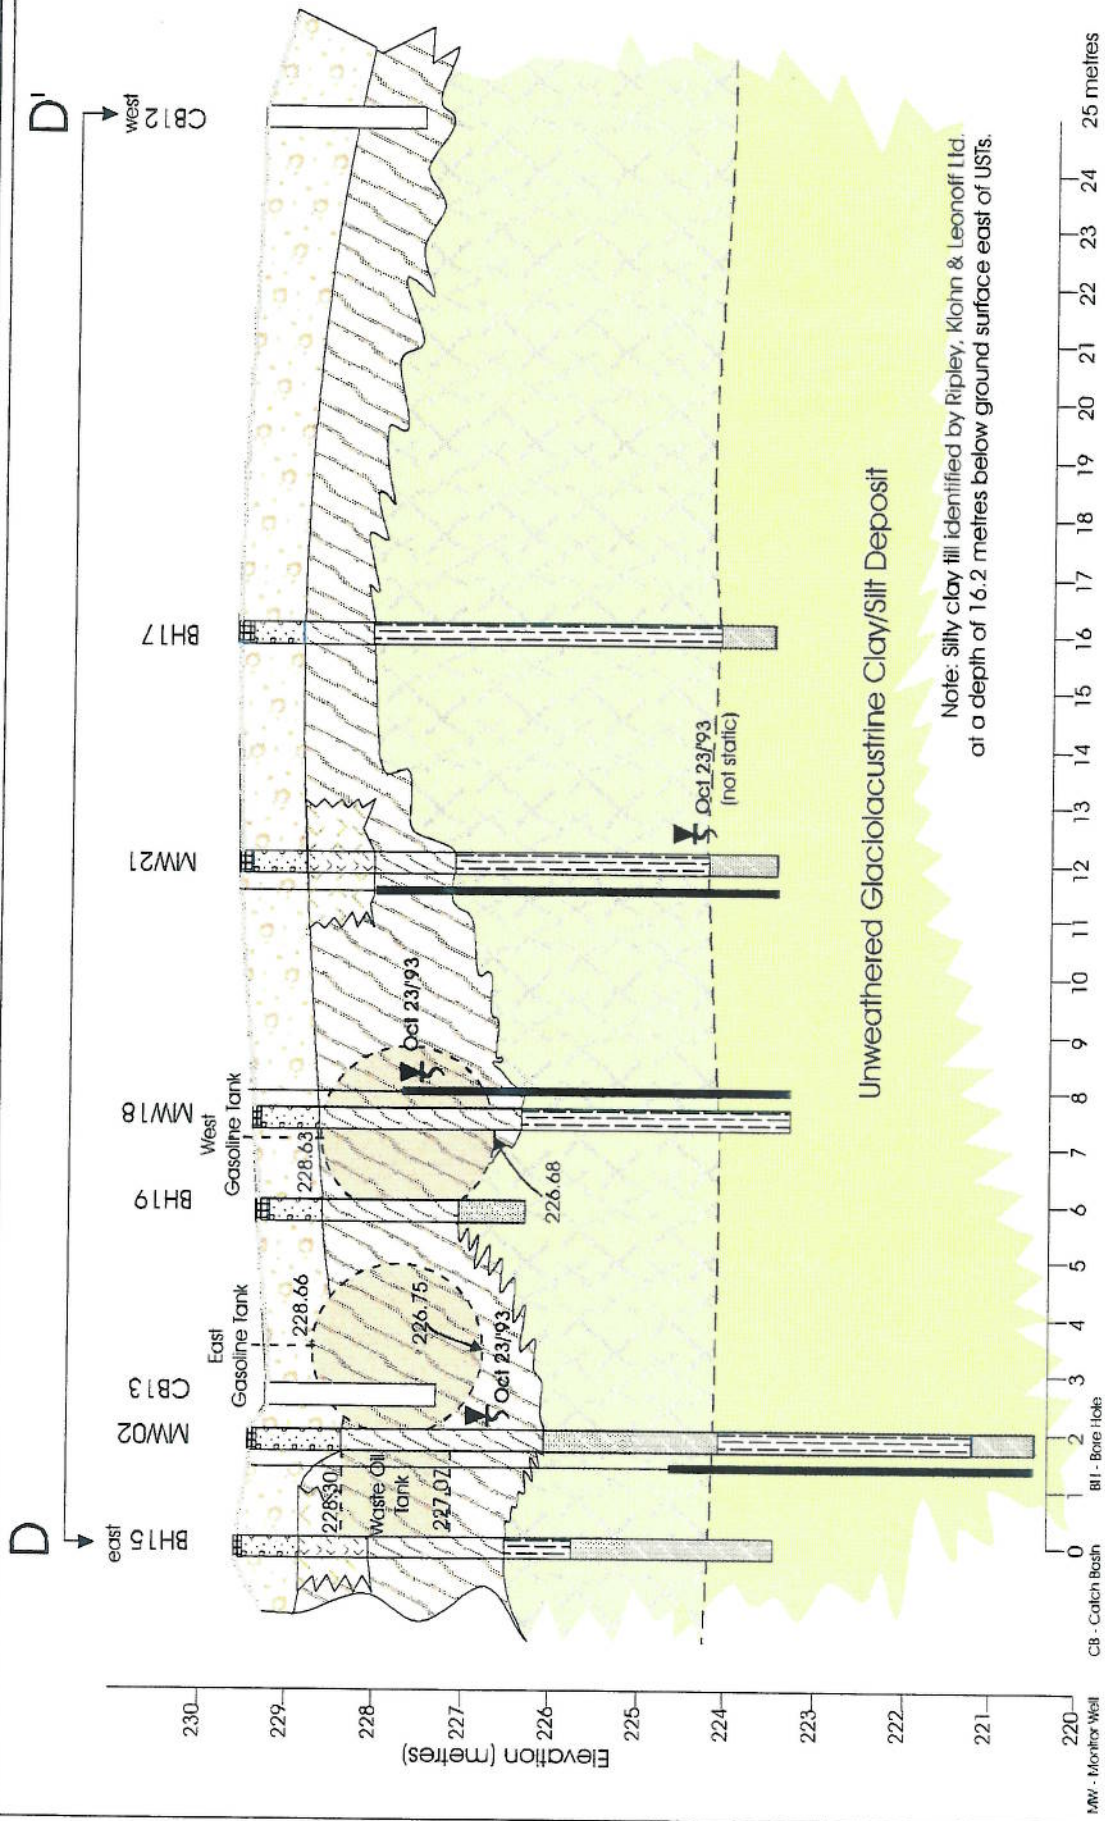 D
D'
east
west
BH15
MW02
CB13
East
Gasoline Tank
BH19
West
Gasoline Tank
MW18
MW21
BH17
CB12
228.66
228.63
228.30
Waste Oil
Tank
227.07
226.75
226.68
Oct 23/'93
Oct 23/'93
Oct 23/'93
(not static)
Unweathered Glaciolacustrine Clay/Silt Deposit
Note: Silty clay till identified by Ripley, Klohn & Leonoff Ltd.
at a depth of 16.2 metres below ground surface east of USTs.
Elevation (metres)
230
229
228
227
226
225
224
223
222
221
220
0 1 2 3 4 5 6 7 8 9 10 11 12 13 14 15 16 17 18 19 20 21 22 23 24 25 metres
MW - Monitor Well CB - Catch Basin BH - Bore Hole